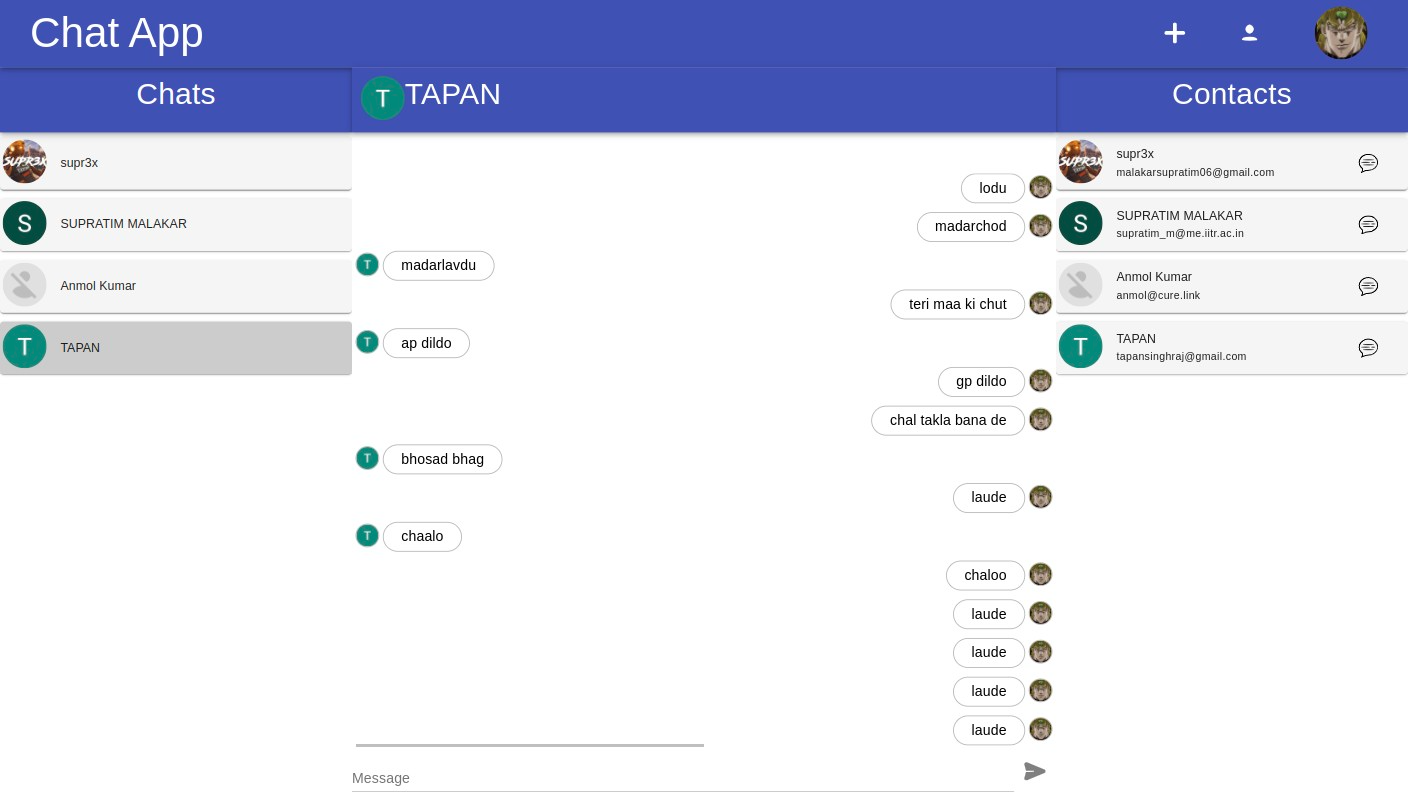 Chat App
Chats
T TAPAN
Contacts
SUPR3X
supr3x
S
SUPRATIM MALAKAR
Anmol Kumar
T
TAPAN
lodu
madarchod
T madarlavdu
teri maa ki chut
T ap dildo
gp dildo
chal takla bana de
T bhosad bhag
laude
T chaalo
chaloo
laude
laude
laude
laude
Message
SUPR3X
supr3x
malakarsupratim06@gmail.com
S
SUPRATIM MALAKAR
supratim_m@me.iitr.ac.in
Anmol Kumar
anmol@cure.link
T
TAPAN
tapansinghraj@gmail.com